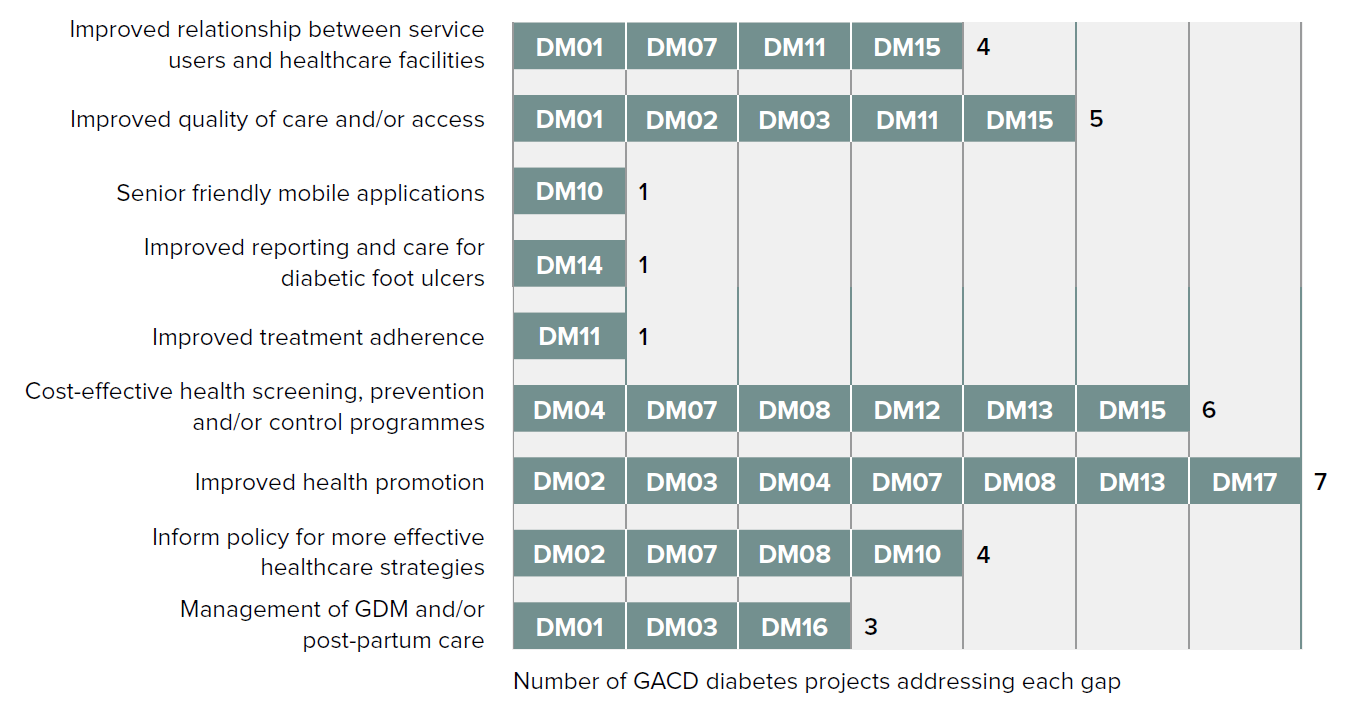 Improved relationship between service
users and healthcare facilities
DM01 DM07 DM11 DM15 4
Improved quality of care and/or access
DM01 DM02 DM03 DM11 DM15 5
Senior friendly mobile applications
DM10 1
Improved reporting and care for
diabetic foot ulcers
DM14 1
Improved treatment adherence
DM11 1
Cost-effective health screening, prevention
and/or control programmes
DM04 DM07 DM08 DM12 DM13 DM15 6
Improved health promotion
DM02 DM03 DM04 DM07 DM08 DM13 DM17 7
Inform policy for more effective
healthcare strategies
DM02 DM07 DM08 DM10 4
Management of GDM and/or
post-partum care
DM01 DM03 DM16 3
Number of GACD diabetes projects addressing each gap